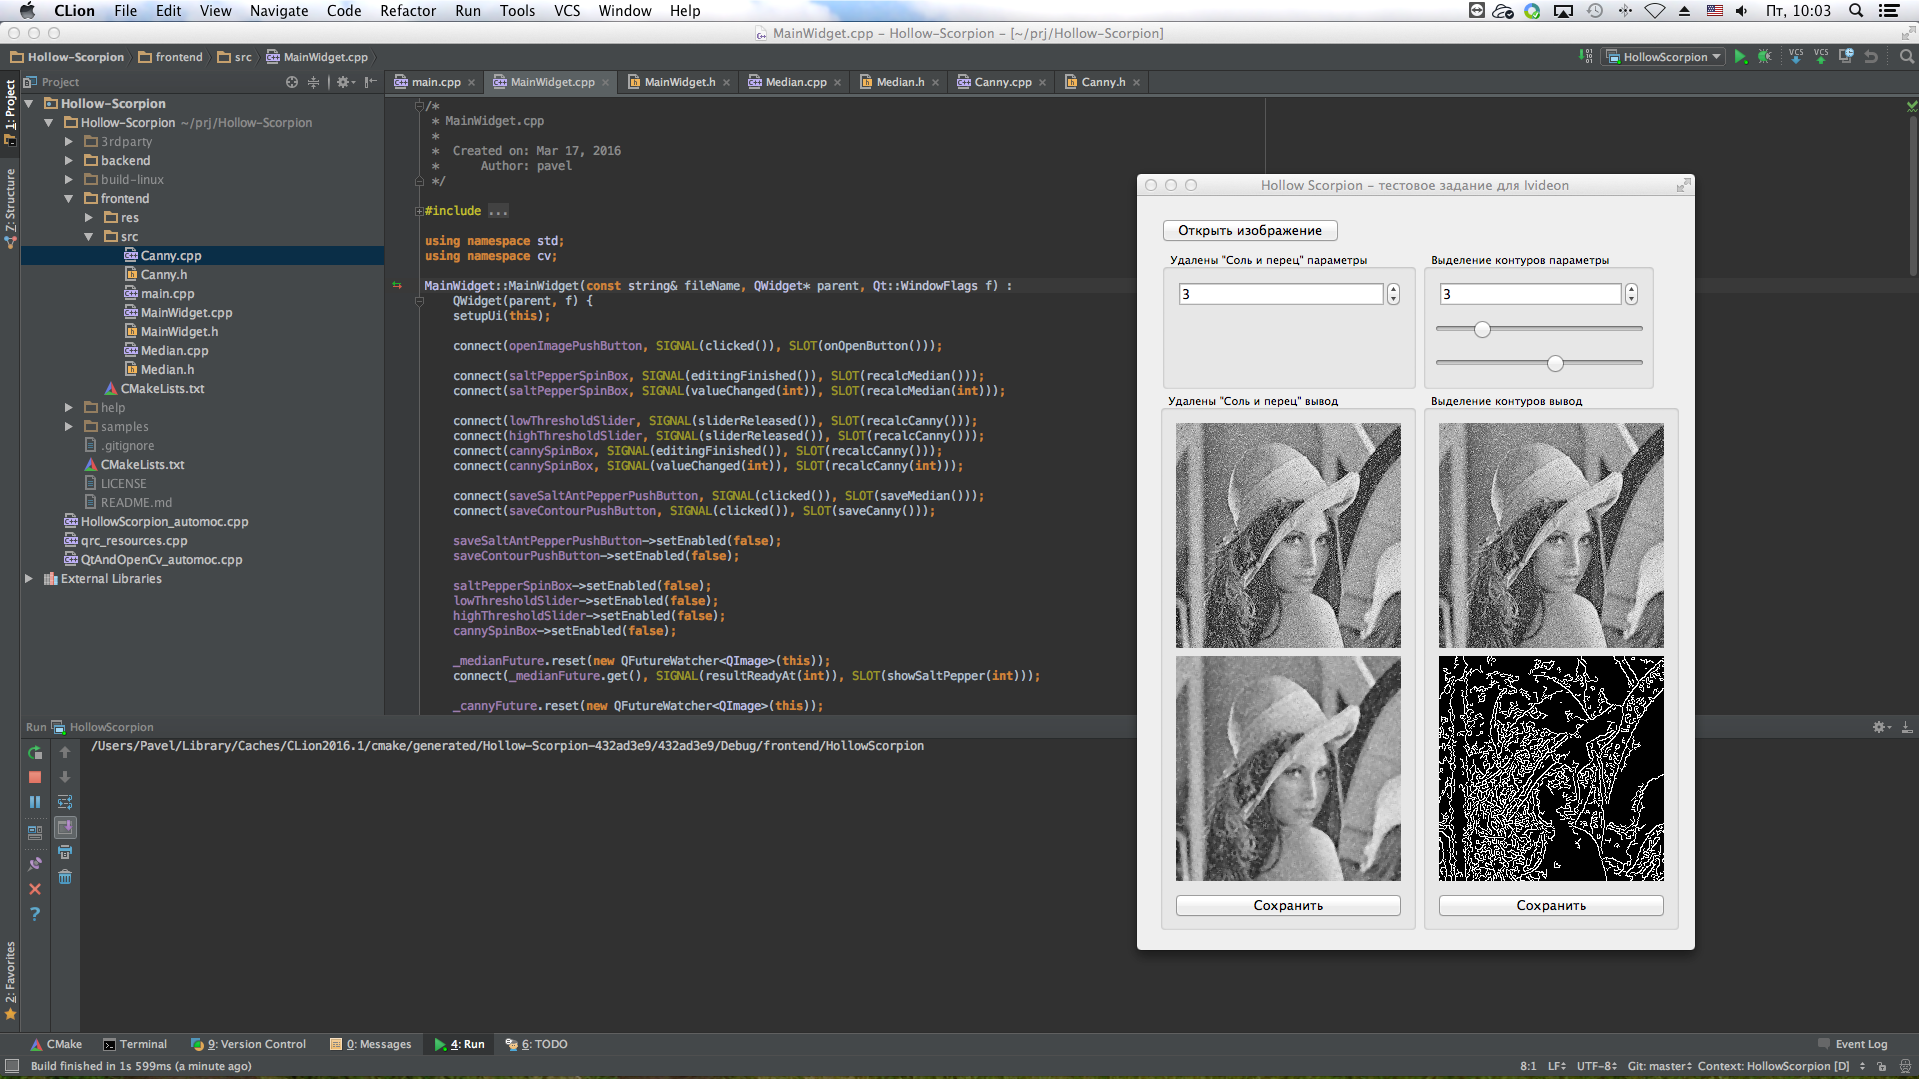 CLion File Edit View Navigate Code Refactor Run Tools VCS Window Help Пт, 10:03
MainWidget.cpp – Hollow-Scorpion – [~/prj/Hollow-Scorpion]
Hollow-Scorpion frontend src MainWidget.cpp HollowScorpion VCS VCS
1: Project
Z: Structure
2: Favorites
Project
Hollow-Scorpion
Hollow-Scorpion ~/prj/Hollow-Scorpion
3rdparty
backend
build-linux
frontend
res
src
Canny.cpp
Canny.h
main.cpp
MainWidget.cpp
MainWidget.h
Median.cpp
Median.h
CMakeLists.txt
help
samples
.gitignore
CMakeLists.txt
LICENSE
README.md
HollowScorpion_automoc.cpp
qrc_resources.cpp
QtAndOpenCv_automoc.cpp
External Libraries
main.cpp MainWidget.cpp MainWidget.h Median.cpp Median.h Canny.cpp Canny.h
/*
* MainWidget.cpp
*
* Created on: Mar 17, 2016
* Author: pavel
*/
#include ...
using namespace std;
using namespace cv;
MainWidget::MainWidget(const string& fileName, QWidget* parent, Qt::WindowFlags f) :
QWidget(parent, f) {
setupUi(this);
connect(openImagePushButton, SIGNAL(clicked()), SLOT(onOpenButton()));
connect(saltPepperSpinBox, SIGNAL(editingFinished()), SLOT(recalcMedian()));
connect(saltPepperSpinBox, SIGNAL(valueChanged(int)), SLOT(recalcMedian(int)));
connect(lowThresholdSlider, SIGNAL(sliderReleased()), SLOT(recalcCanny()));
connect(highThresholdSlider, SIGNAL(sliderReleased()), SLOT(recalcCanny()));
connect(cannySpinBox, SIGNAL(editingFinished()), SLOT(recalcCanny()));
connect(cannySpinBox, SIGNAL(valueChanged(int)), SLOT(recalcCanny(int)));
connect(saveSaltAntPepperPushButton, SIGNAL(clicked()), SLOT(saveMedian()));
connect(saveContourPushButton, SIGNAL(clicked()), SLOT(saveCanny()));
saveSaltAntPepperPushButton->setEnabled(false);
saveContourPushButton->setEnabled(false);
saltPepperSpinBox->setEnabled(false);
lowThresholdSlider->setEnabled(false);
highThresholdSlider->setEnabled(false);
cannySpinBox->setEnabled(false);
_medianFuture.reset(new QFutureWatcher<QImage>(this));
connect(_medianFuture.get(), SIGNAL(resultReadyAt(int)), SLOT(showSaltPepper(int)));
_cannyFuture.reset(new QFutureWatcher<QImage>(this));
Hollow Scorpion – тестовое задание для Ivideon
Открыть изображение
Удалены "Соль и перец" параметры
Выделение контуров параметры
3
3
Удалены "Соль и перец" вывод
Выделение контуров вывод
Сохранить
Сохранить
Run HollowScorpion
/Users/Pavel/Library/Caches/CLion2016.1/cmake/generated/Hollow-Scorpion-432ad3e9/432ad3e9/Debug/frontend/HollowScorpion
CMake Terminal 9: Version Control 0: Messages 4: Run 6: TODO Event Log
Build finished in 1s 599ms (a minute ago) 8:1 LF UTF-8 Git: master Context: HollowScorpion [D]